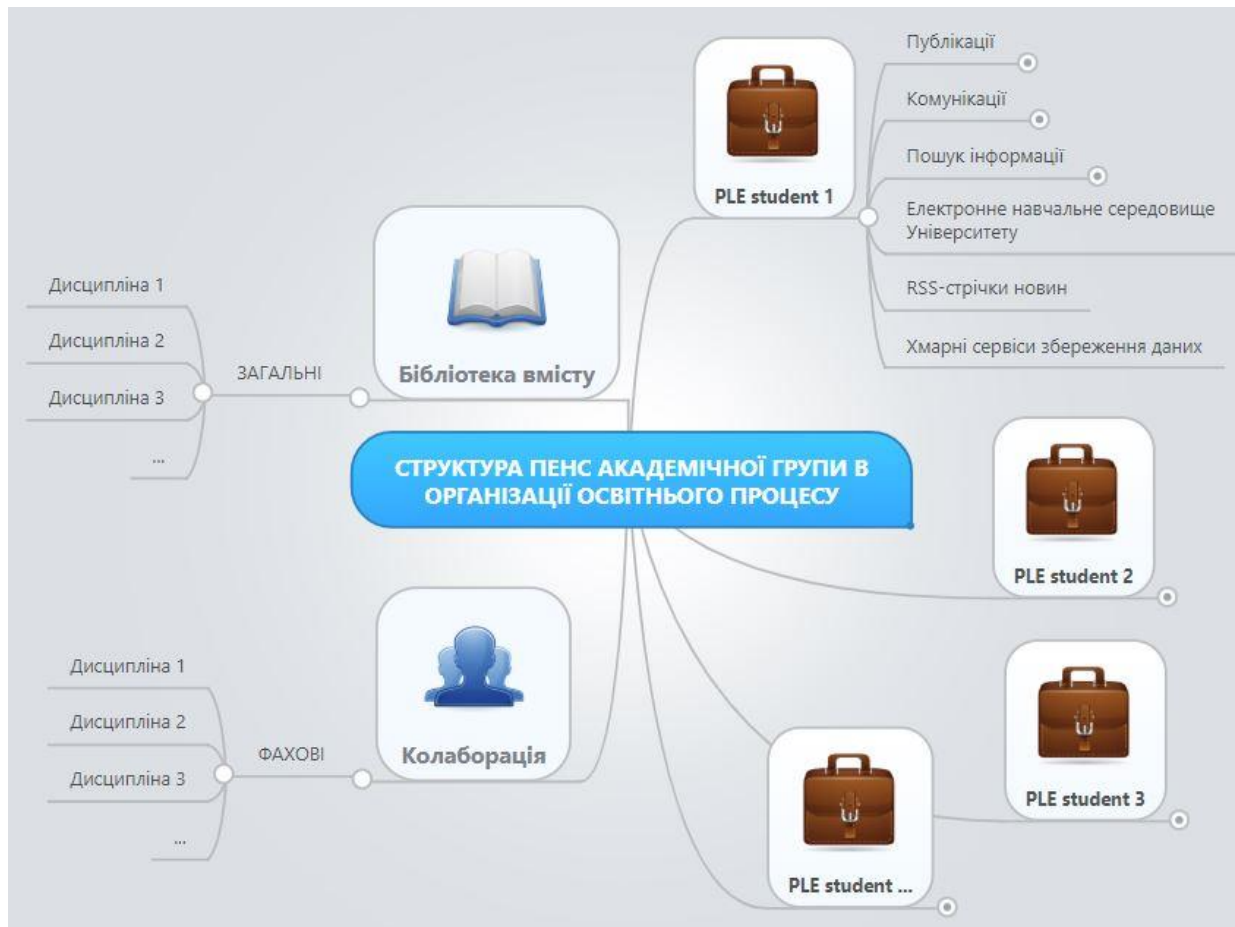 Публікації
Комунікації
Пошук інформації
Електронне навчальне середовище
Університету
RSS-стрічки новин
Хмарні сервіси збереження даних
PLE student 1
Бібліотека вмісту
ЗАГАЛЬНІ
Дисципліна 1
Дисципліна 2
Дисципліна 3
...
СТРУКТУРА ПЕНС АКАДЕМІЧНОЇ ГРУПИ В
ОРГАНІЗАЦІЇ ОСВІТНЬОГО ПРОЦЕСУ
PLE student 2
Колаборація
ФАХОВІ
Дисципліна 1
Дисципліна 2
Дисципліна 3
...
PLE student 3
PLE student ...